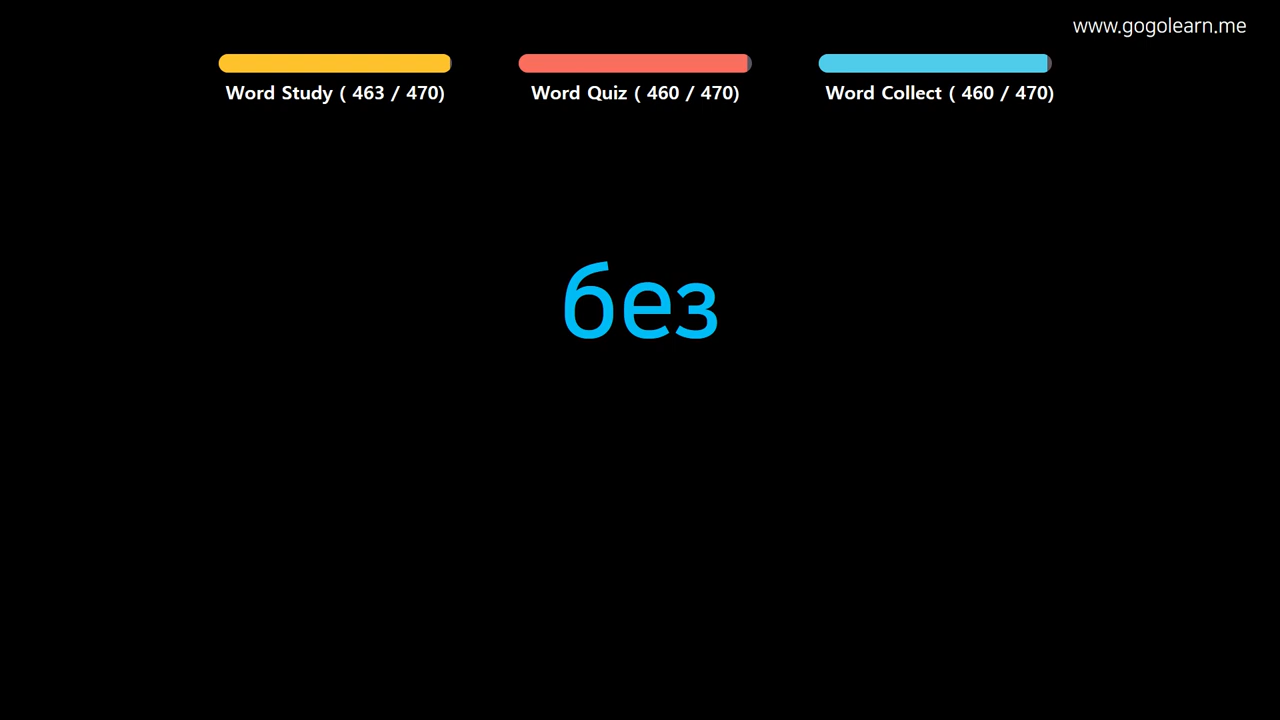 www.gogolearn.me
Word Study ( 463 / 470)
Word Quiz ( 460 / 470)
Word Collect ( 460 / 470)
без